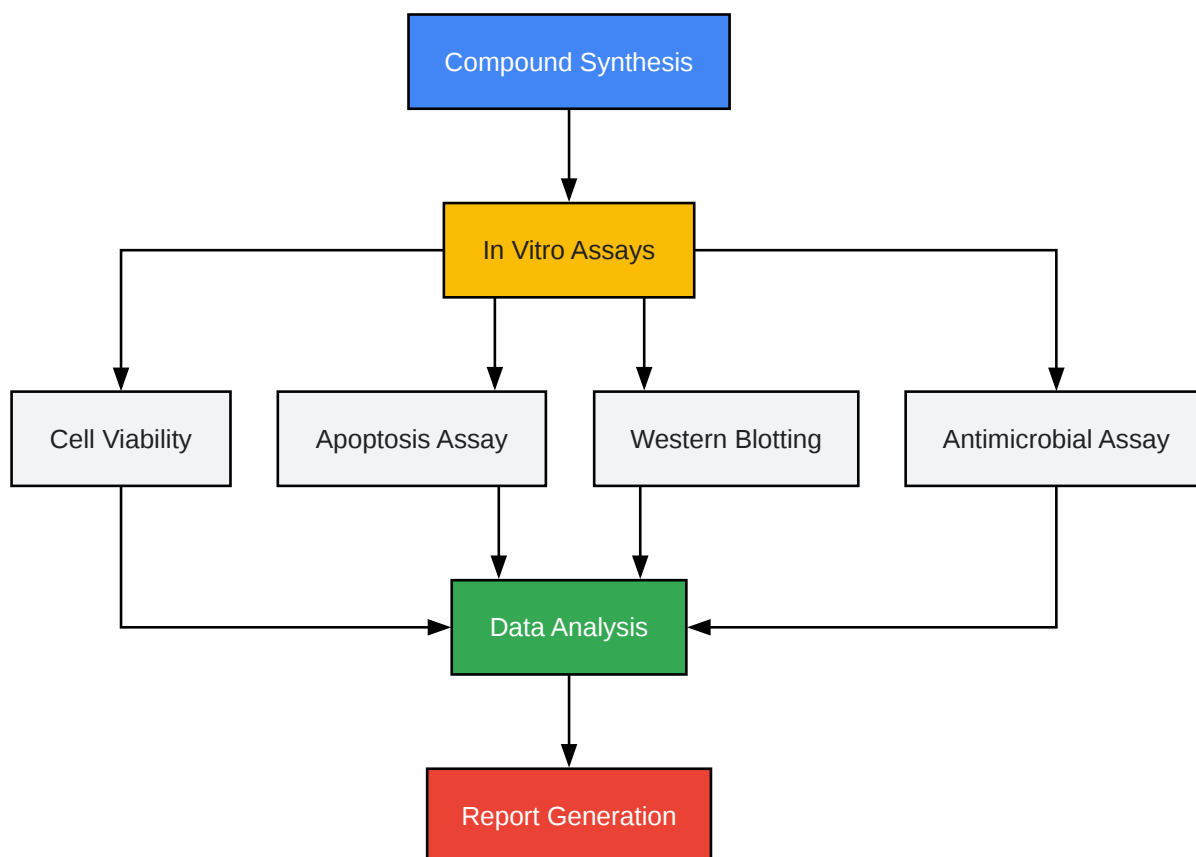 Compound Synthesis
In Vitro Assays
Cell Viability
Apoptosis Assay
Western Blotting
Antimicrobial Assay
Data Analysis
Report Generation